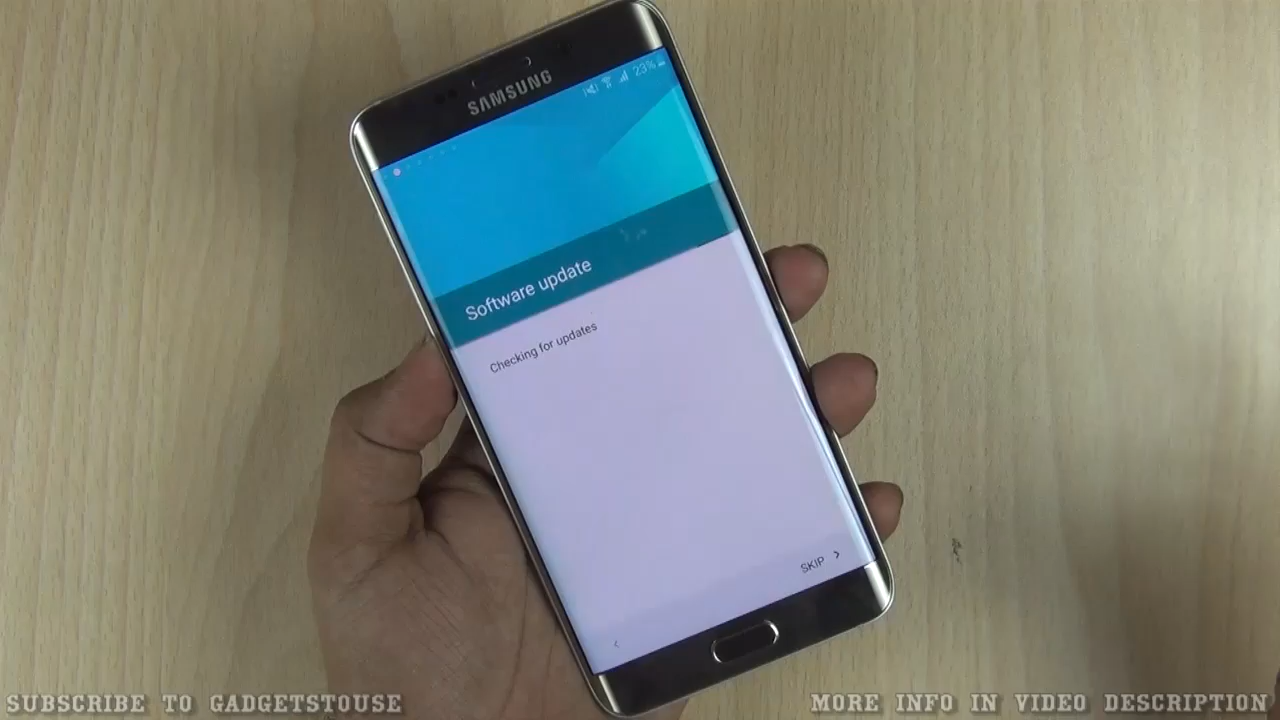 SAMSUNG
23%
Software update
Checking for updates
SKIP >
<
SUBSCRIBE TO GADGETSTOUSE
MORE INFO IN VIDEO DESCRIPTION